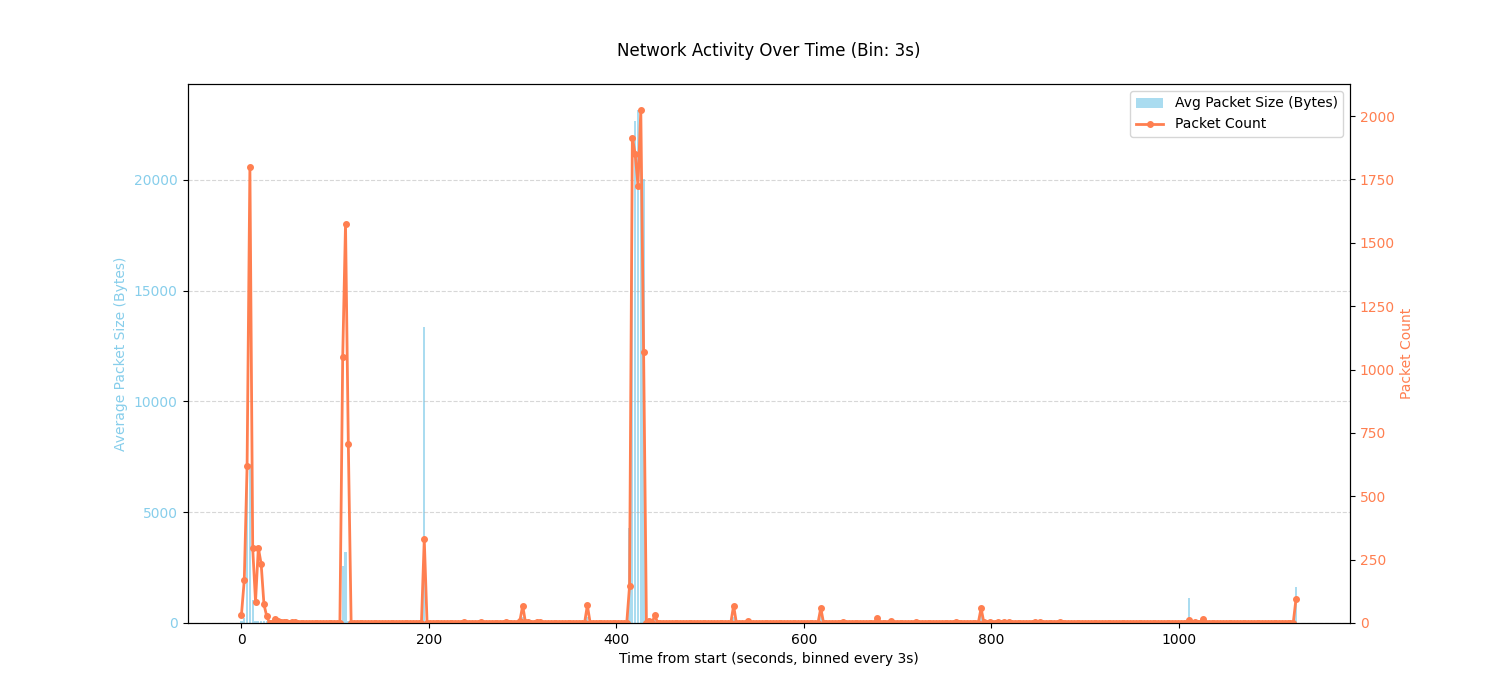 Network Activity Over Time (Bin: 3s)
Avg Packet Size (Bytes)
Packet Count
Average Packet Size (Bytes)
20000
15000
10000
5000
0
2000
1750
1500
1250
1000
750
500
250
0
Packet Count
0 200 400 600 800 1000
Time from start (seconds, binned every 3s)